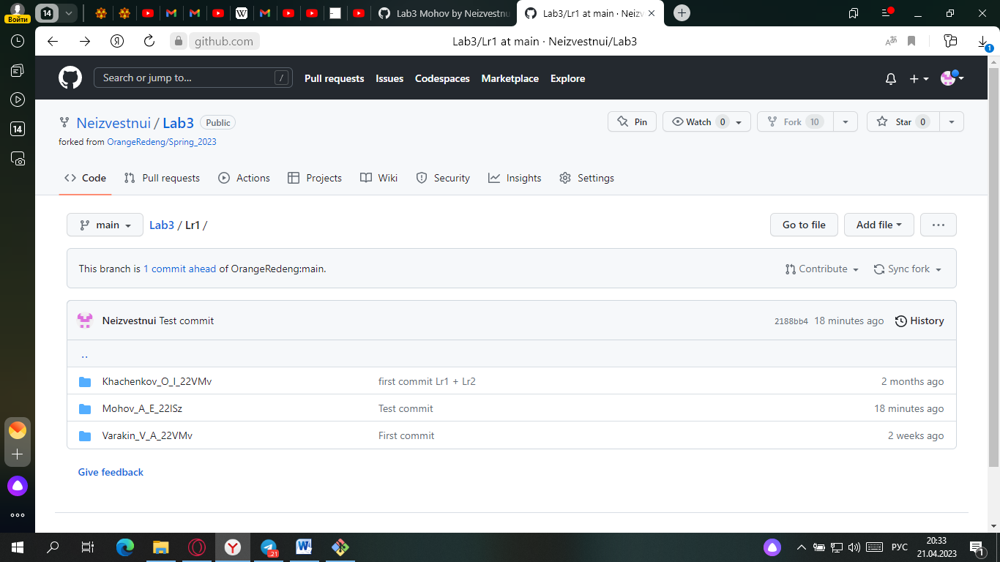 Войти
14
Lab3 Mohov by Neizvestnu
Lab3/Lr1 at main · Neizv
github.com
Lab3/Lr1 at main · Neizvestnui/Lab3
1
Search or jump to... /
Pull requests Issues Codespaces Marketplace Explore
14
Neizvestnui / Lab3 Public
Pin Watch 0 Fork 10 Star 0
forked from OrangeRedeng/Spring_2023
Code Pull requests Actions Projects Wiki Security Insights Settings
main Lab3 / Lr1 / Go to file Add file ...
This branch is 1 commit ahead of OrangeRedeng:main. Contribute Sync fork
Neizvestnui Test commit 2188bb4 18 minutes ago History
..
Khachenkov_O_I_22VMv first commit Lr1 + Lr2 2 months ago
Mohov_A_E_22ISz Test commit 18 minutes ago
Varakin_V_A_22VMv First commit 2 weeks ago
Give feedback
21
РУС
20:33
21.04.2023
1